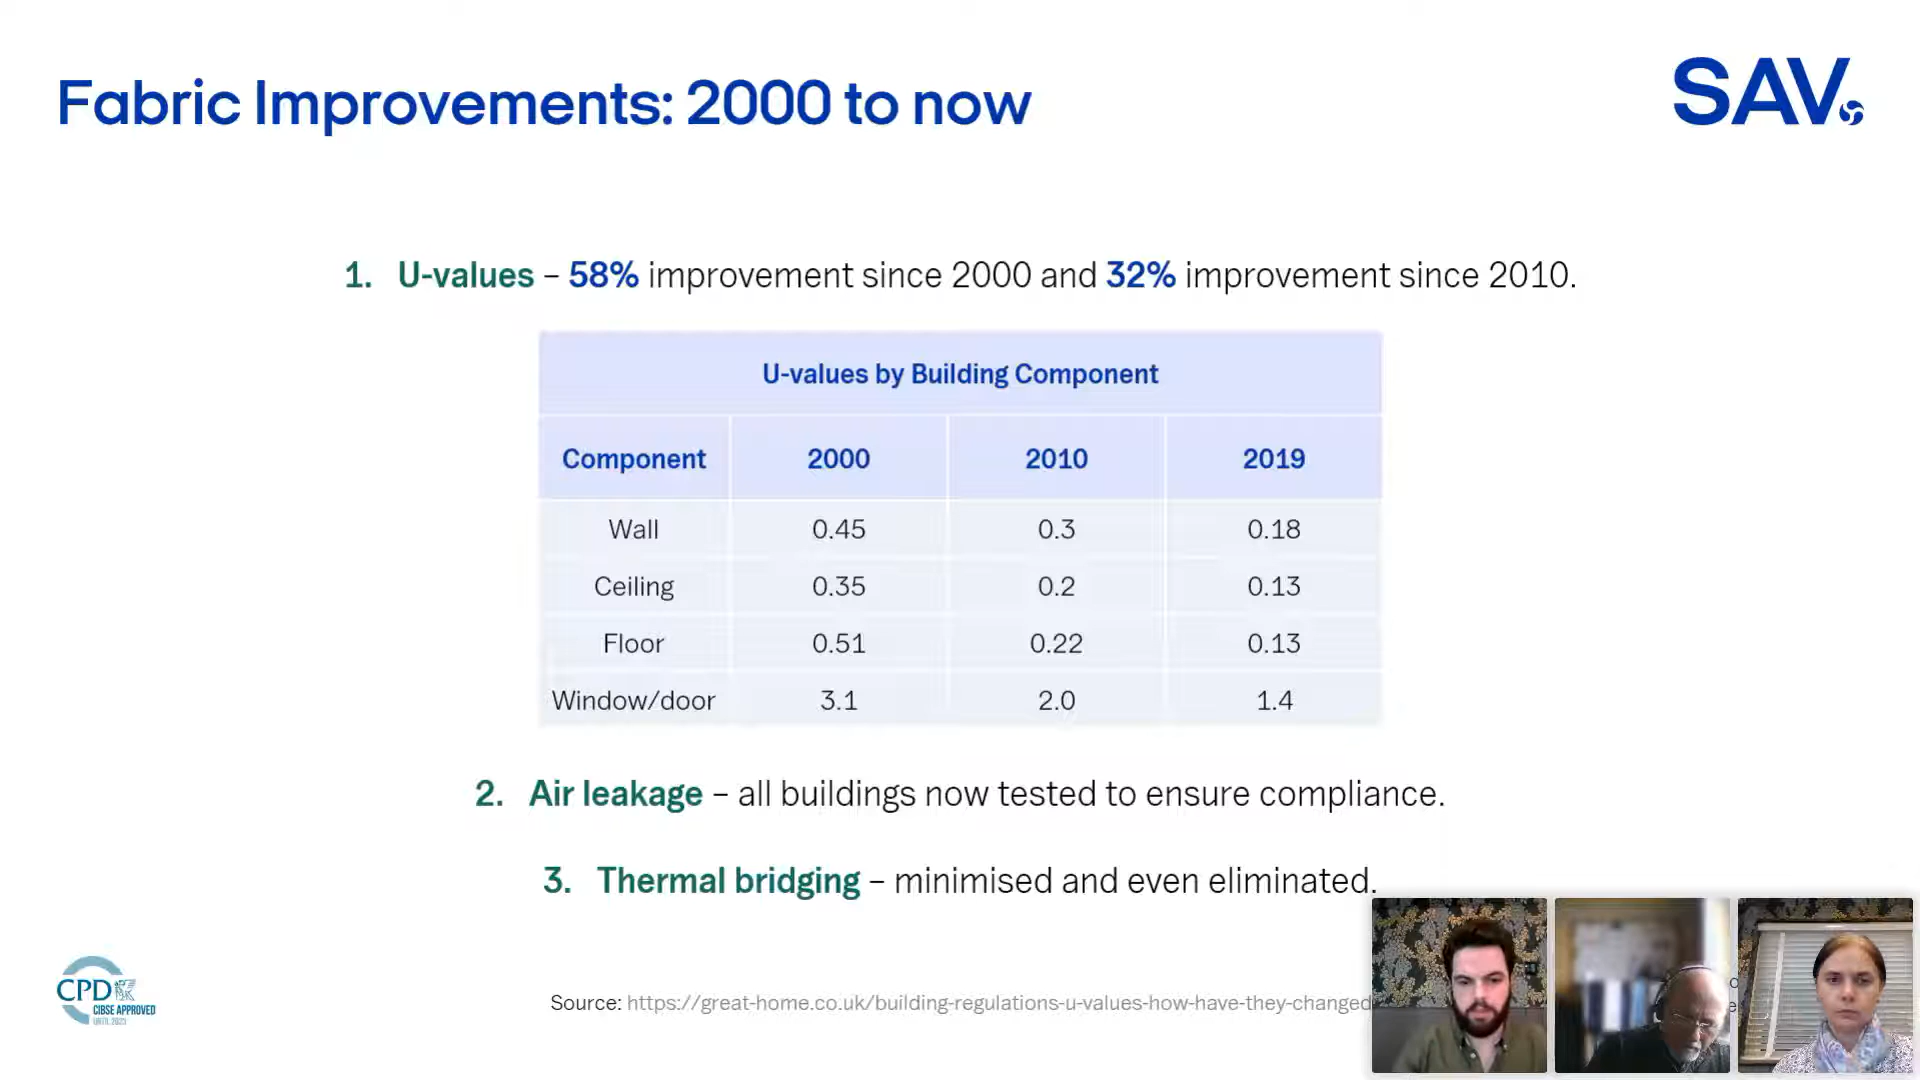 Fabric Improvements: 2000 to now
SAV
1. U-values – 58% improvement since 2000 and 32% improvement since 2010.
U-values by Building Component
Component 2000 2010 2019
Wall 0.45 0.3 0.18
Ceiling 0.35 0.2 0.13
Floor 0.51 0.22 0.13
Window/door 3.1 2.0 1.4
2. Air leakage – all buildings now tested to ensure compliance.
3. Thermal bridging – minimised and even eliminated.
CPD
CIBSE APPROVED
Source: https://great-home.co.uk/building-regulations-u-values-how-have-they-changed